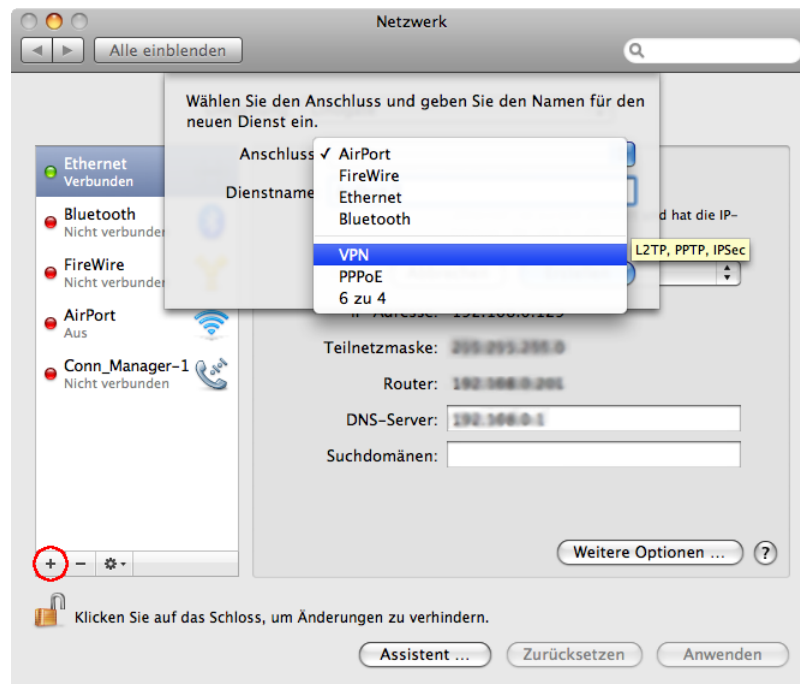 Netzwerk
Alle einblenden
Wählen Sie den Anschluss und geben Sie den Namen für den
neuen Dienst ein.
Anschluss ✓ AirPort
FireWire
Ethernet
Bluetooth
VPN
PPPoE
6 zu 4
L2TP, PPTP, IPSec
Dienstname
Ethernet
Verbunden
Bluetooth
Nicht verbunden
FireWire
Nicht verbunden
AirPort
Aus
Conn_Manager-1
Nicht verbunden
d hat die IP-
Teilnetzmaske:
Router:
DNS-Server:
Suchdomänen:
Weitere Optionen ...
?
Klicken Sie auf das Schloss, um Änderungen zu verhindern.
Assistent ...
Zurücksetzen
Anwenden